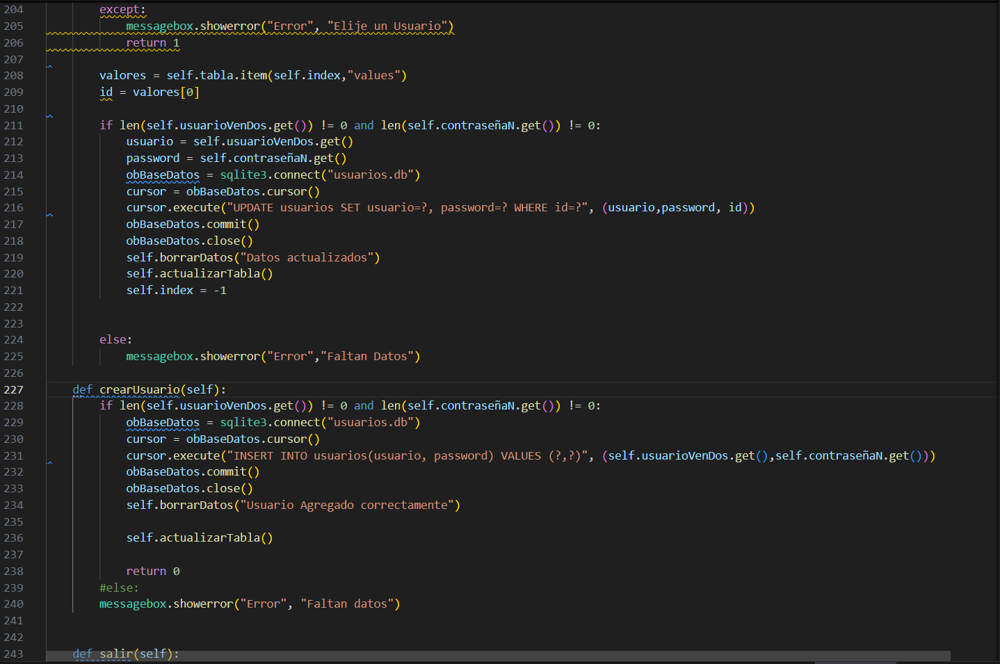 204 except:
205 messagebox.showerror("Error", "Elije un Usuario")
206 return 1
207
208 valores = self.tabla.item(self.index,"values")
209 id = valores[0]
210
211 if len(self.usuarioVenDos.get()) != 0 and len(self.contraseñaN.get()) != 0:
212 usuario = self.usuarioVenDos.get()
213 password = self.contraseñaN.get()
214 obBaseDatos = sqlite3.connect("usuarios.db")
215 cursor = obBaseDatos.cursor()
216 cursor.execute("UPDATE usuarios SET usuario=?, password=? WHERE id=?", (usuario,password, id))
217 obBaseDatos.commit()
218 obBaseDatos.close()
219 self.borrarDatos("Datos actualizados")
220 self.actualizarTabla()
221 self.index = -1
222
223
224 else:
225 messagebox.showerror("Error","Faltan Datos")
226
227 def crearUsuario(self):
228 if len(self.usuarioVenDos.get()) != 0 and len(self.contraseñaN.get()) != 0:
229 obBaseDatos = sqlite3.connect("usuarios.db")
230 cursor = obBaseDatos.cursor()
231 cursor.execute("INSERT INTO usuarios(usuario, password) VALUES (?,?)", (self.usuarioVenDos.get(),self.contraseñaN.get()))
232 obBaseDatos.commit()
233 obBaseDatos.close()
234 self.borrarDatos("Usuario Agregado correctamente")
235
236 self.actualizarTabla()
237
238 return 0
239 #else:
240 messagebox.showerror("Error", "Faltan datos")
241
242
243 def salir(self):